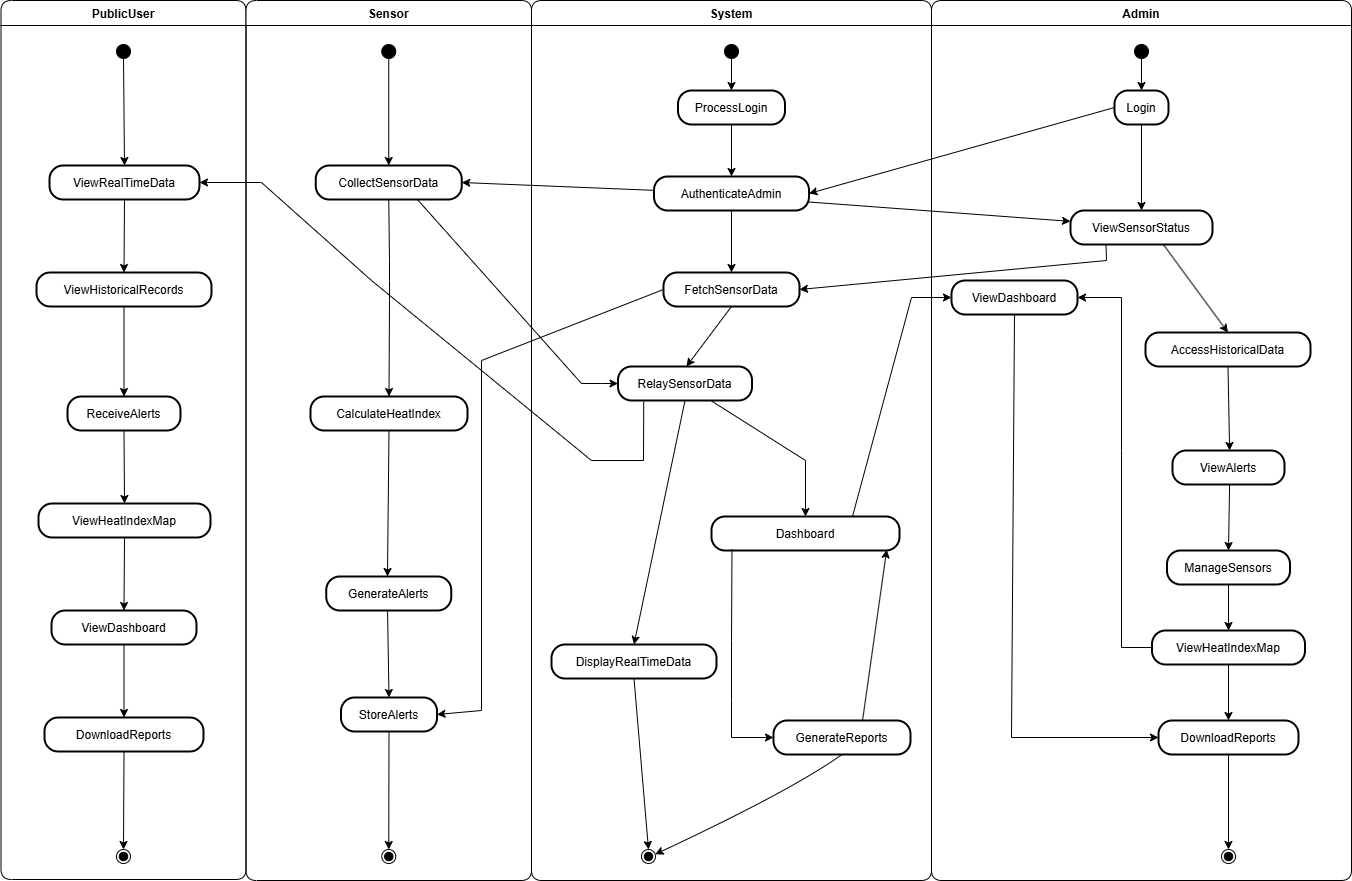 PublicUser
Sensor
System
Admin
ProcessLogin
Login
ViewRealTimeData
CollectSensorData
AuthenticateAdmin
ViewSensorStatus
ViewHistoricalRecords
FetchSensorData
ViewDashboard
AccessHistoricalData
RelaySensorData
ReceiveAlerts
CalculateHeatIndex
ViewAlerts
ViewHeatIndexMap
Dashboard
ManageSensors
GenerateAlerts
ViewDashboard
ViewHeatIndexMap
DisplayRealTimeData
StoreAlerts
DownloadReports
GenerateReports
DownloadReports